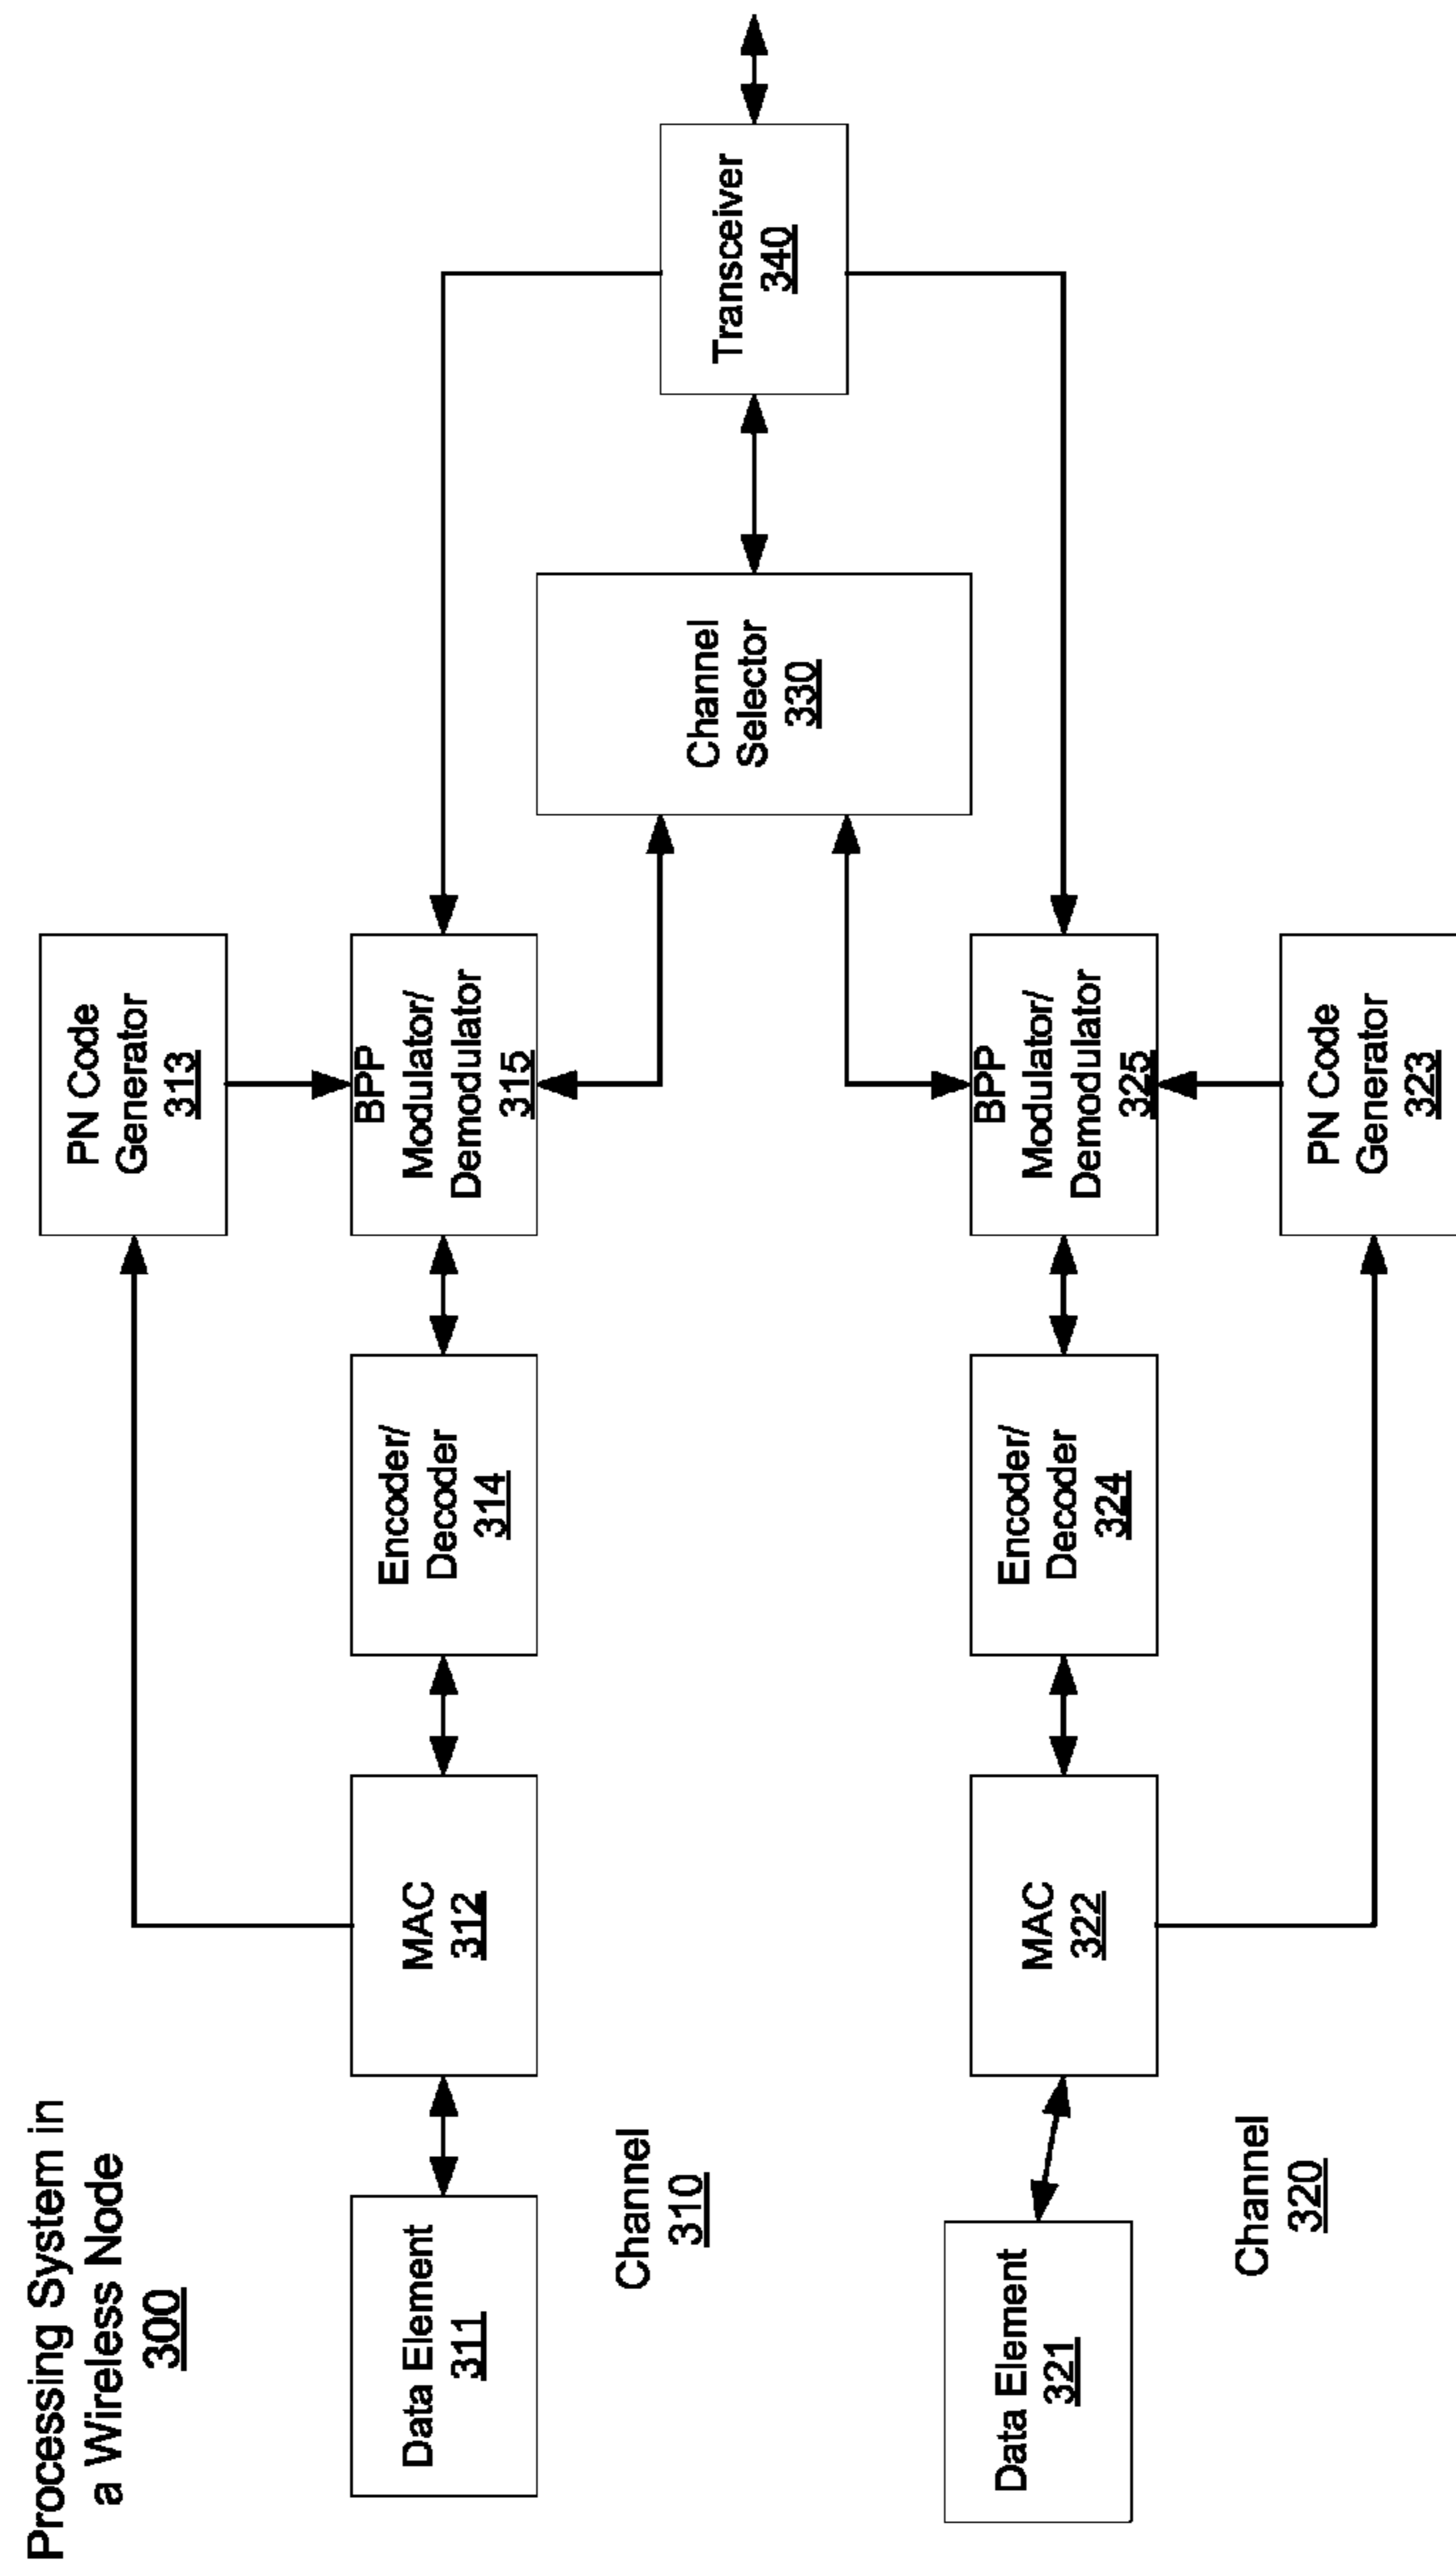 Processing System in
a Wireless Node
300
PN Code
Generator
313
Data Element
311
MAC
312
Encoder/
Decoder
314
BPP
Modulator/
Demodulator
315
Channel
310
Channel
Selector
330
Transceiver
340
Data Element
321
MAC
322
Encoder/
Decoder
324
BPP
Modulator/
Demodulator
325
Channel
320
PN Code
Generator
323